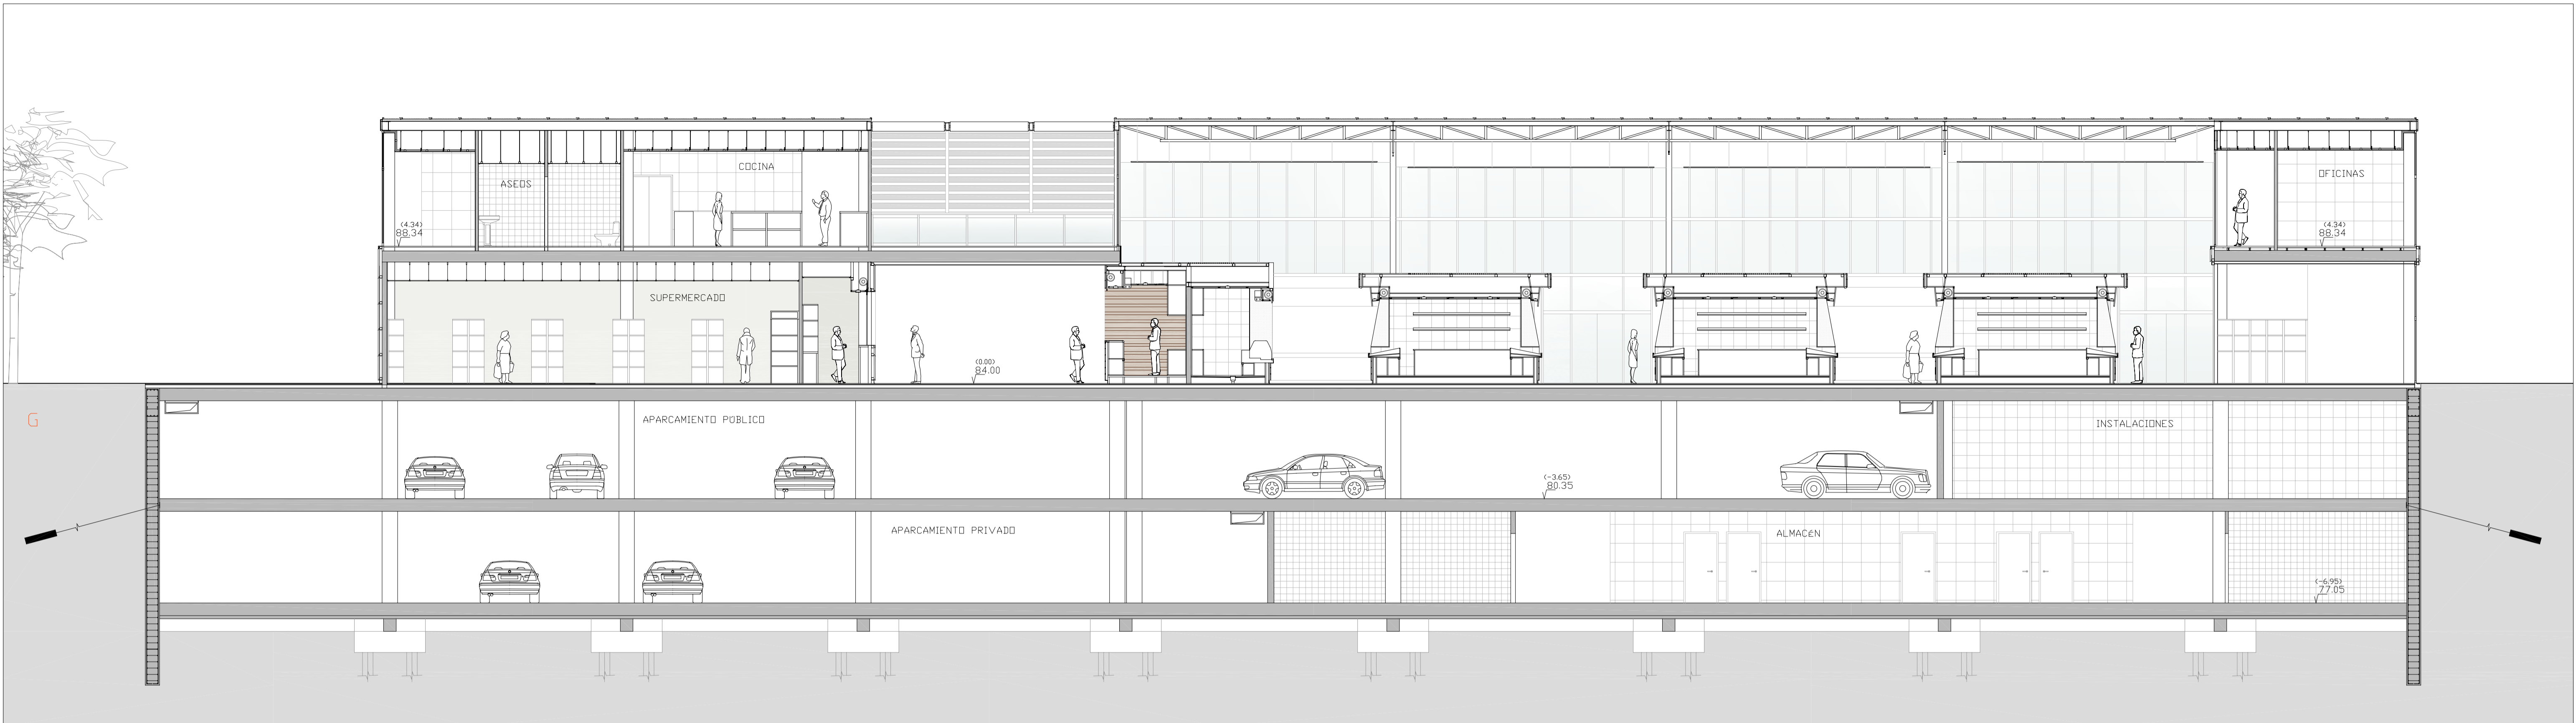 COCINA
ASEOS
OFICINAS
(4.34)
88.34
(4.34)
88.34
SUPERMERCADO
(0.00)
84.00
G
APARCAMIENTO PÚBLICO
INSTALACIONES
(-3.65)
80.35
APARCAMIENTO PRIVADO
ALMACÉN
(-6.95)
77.05